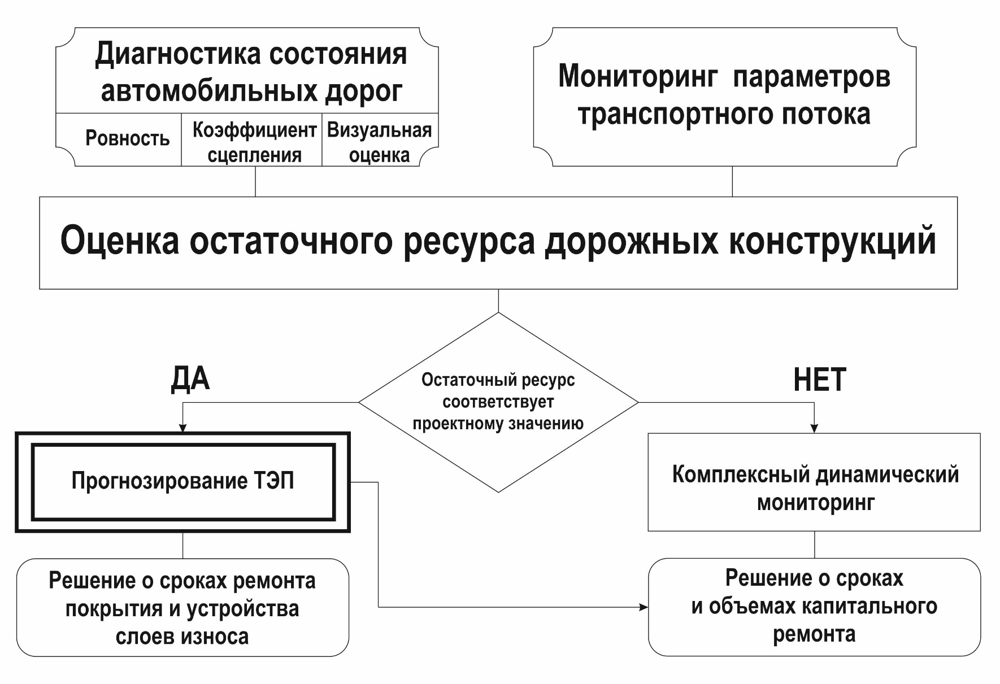 Диагностика состояния
автомобильных дорог
Ровность
Коэффициент
сцепления
Визуальная
оценка
Мониторинг параметров
транспортного потока
Оценка остаточного ресурса дорожных конструкций
Остаточный ресурс
соответствует
проектному значению
ДА
НЕТ
Прогнозирование ТЭП
Комплексный динамический
мониторинг
Решение о сроках ремонта
покрытия и устройства
слоев износа
Решение о сроках
и объемах капитального
ремонта